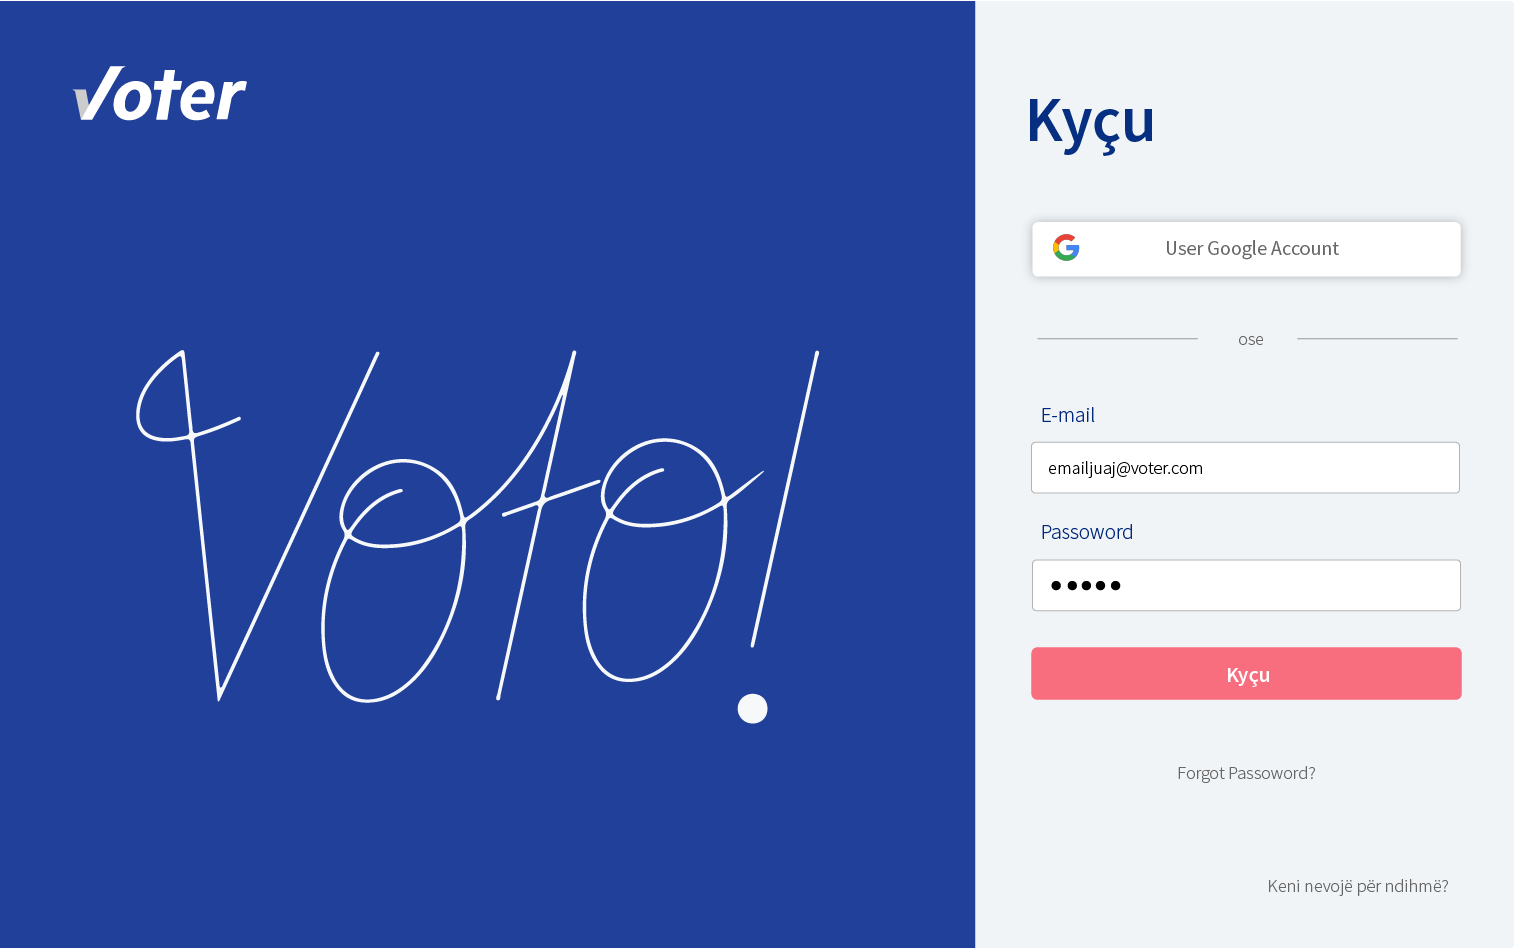 Voter
Voto!
Kyçu
User Google Account
ose
E-mail
emailjuaj@voter.com
Passoword
●●●●●
Kyçu
Forgot Passoword?
Keni nevojë për ndihmë?